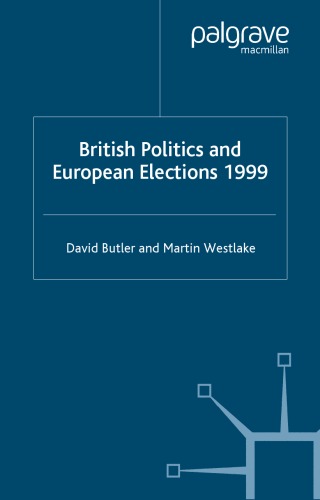 palgrave
macmillan
British Politics and
European Elections 1999
David Butler and Martin Westlake